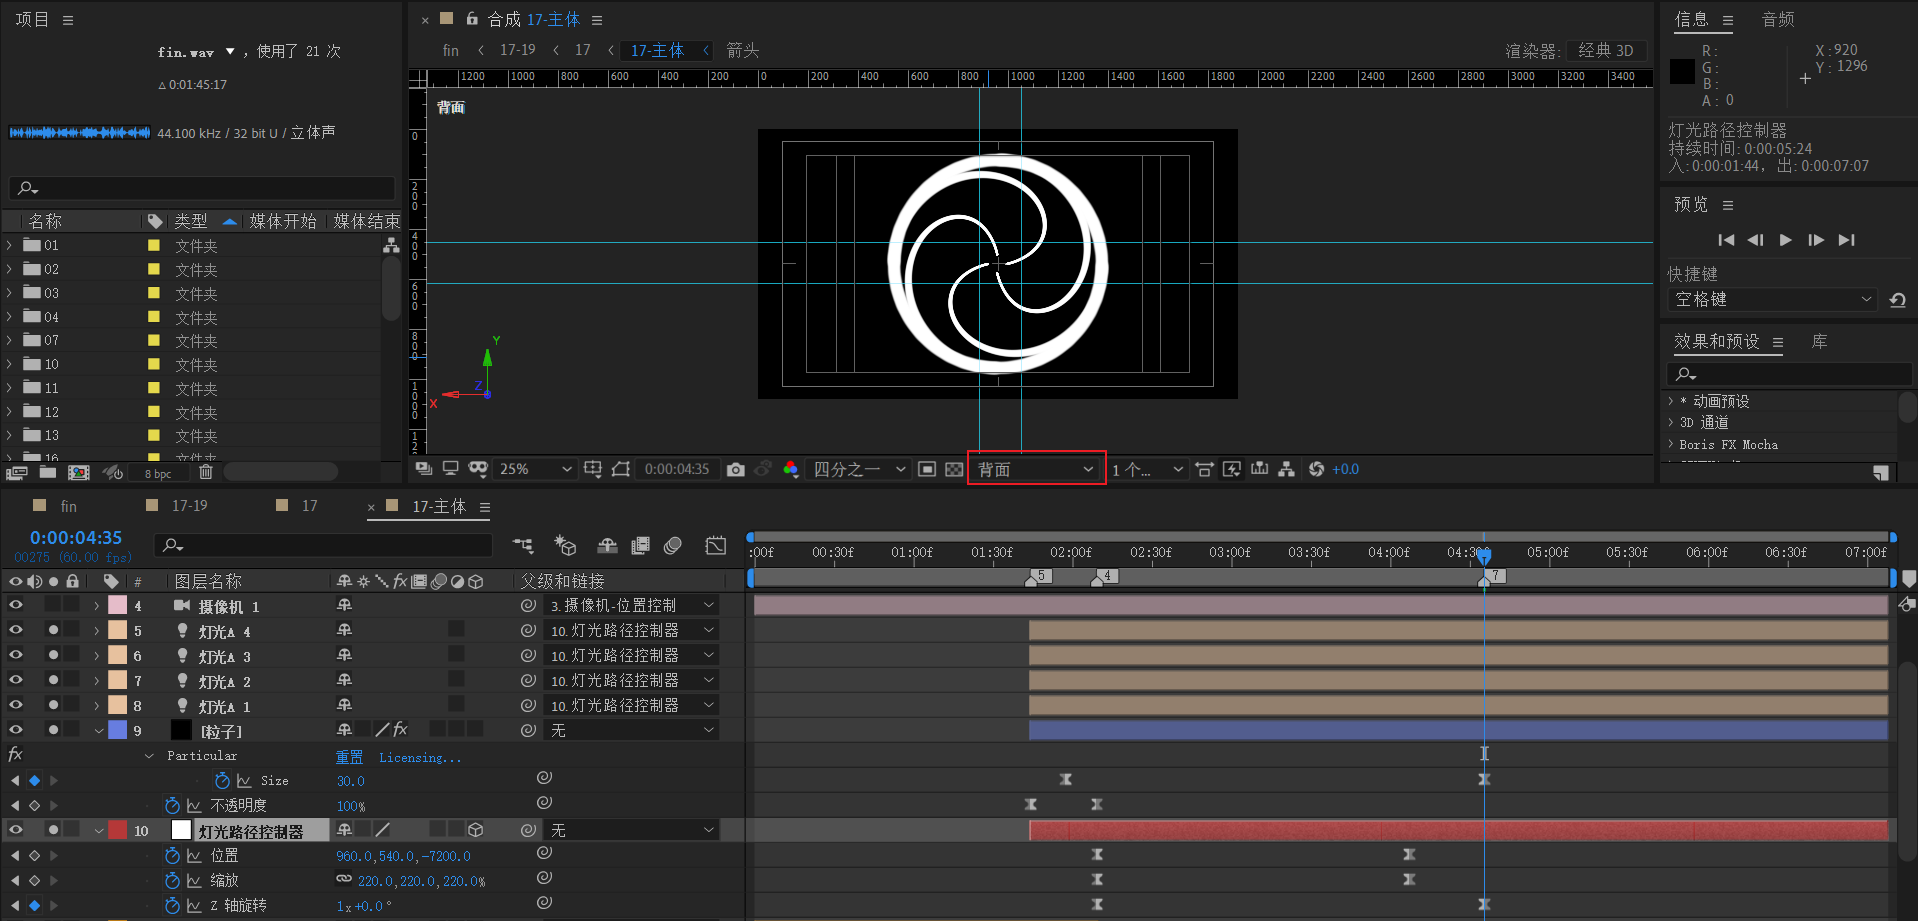 项目
fin.wav ，使用了 21 次
△ 0:01:45:17
44.100 kHz / 32 bit U / 立体声
名称 类型 媒体开始 媒体结束
01 文件夹
02 文件夹
03 文件夹
04 文件夹
07 文件夹
10 文件夹
11 文件夹
12 文件夹
13 文件夹
16
8 bpc
× 合成 17-主体
fin 17-19 17 17-主体 箭头
渲染器: 经典 3D
1200 1000 800 600 400 200 0 200 400 600 800 1000 1200 1400 1600 1800 2000 2200 2400 2600 2800 3000 3200 3400
背面
0
200
400
600
800
1000
12
Y
Z
X
25% 0:00:04:35 四分之一 背面 1 个... +0.0
信息 音频
R:
G:
B:
A: 0
X:920
Y: 1296
灯光路径控制器
持续时间: 0:00:05:24
入:0:00:01:44, 出: 0:00:07:07
预览
快捷键
空格键
效果和预设 库
* 动画预设
3D 通道
Boris FX Mocha
fin 17-19 17 × 17-主体
0:00:04:35
00275 (60.00 fps)
:00f 00:30f 01:00f 01:30f 02:00f 02:30f 03:00f 03:30f 04:00f 04:30f 05:00f 05:30f 06:00f 06:30f 07:00f
# 图层名称 fx 父级和链接
5 4 7
4 摄像机 1 3. 摄像机-位置控制
5 灯光A 4 10. 灯光路径控制器
6 灯光A 3 10. 灯光路径控制器
7 灯光A 2 10. 灯光路径控制器
8 灯光A 1 10. 灯光路径控制器
9 [粒子] fx 无
fx Particular 重置 Licensing...
Size 30.0
不透明度 100%
10 灯光路径控制器 无
位置 960.0,540.0,-7200.0
缩放 220.0,220.0,220.0%
Z 轴旋转 1x+0.0°